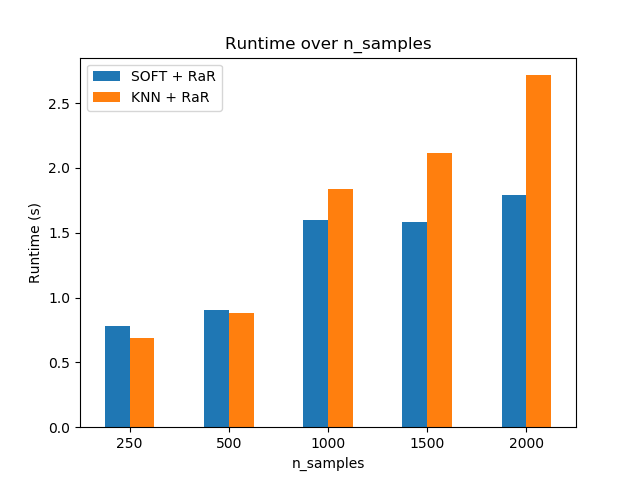 Runtime over n_samples
SOFT + RaR
KNN + RaR
Runtime (s)
2.5
2.0
1.5
1.0
0.5
0.0
250 500 1000 1500 2000
n_samples